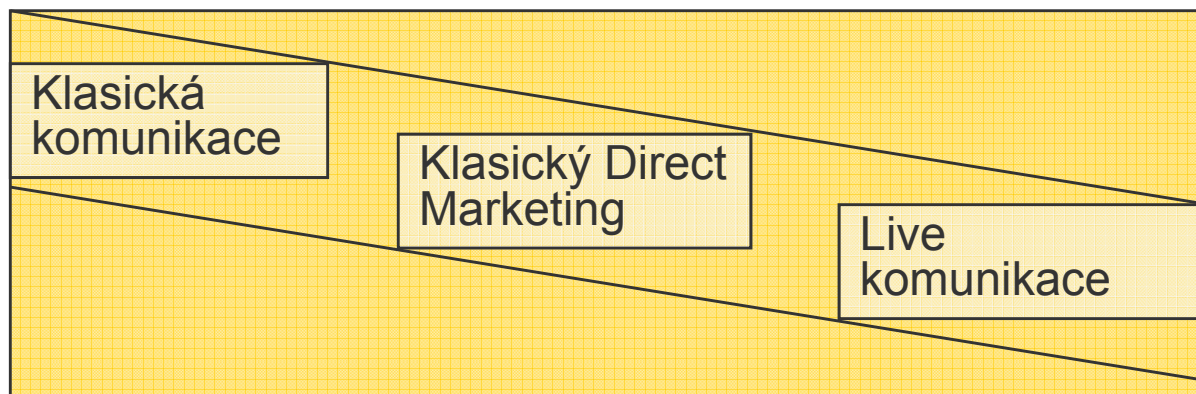 Klasická
komunikace
Klasický Direct
Marketing
Live
komunikace